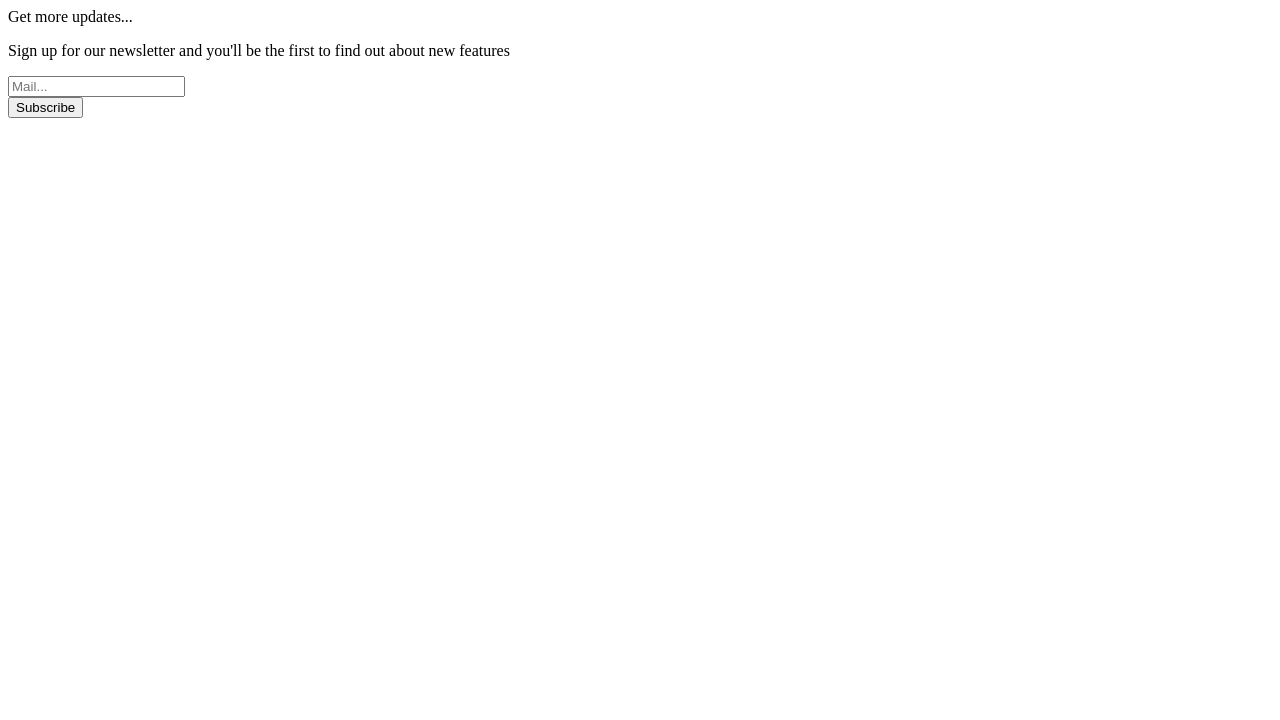 Get more updates...
Sign up for our newsletter and you'll be the first to find out about new features
Mail...
Subscribe